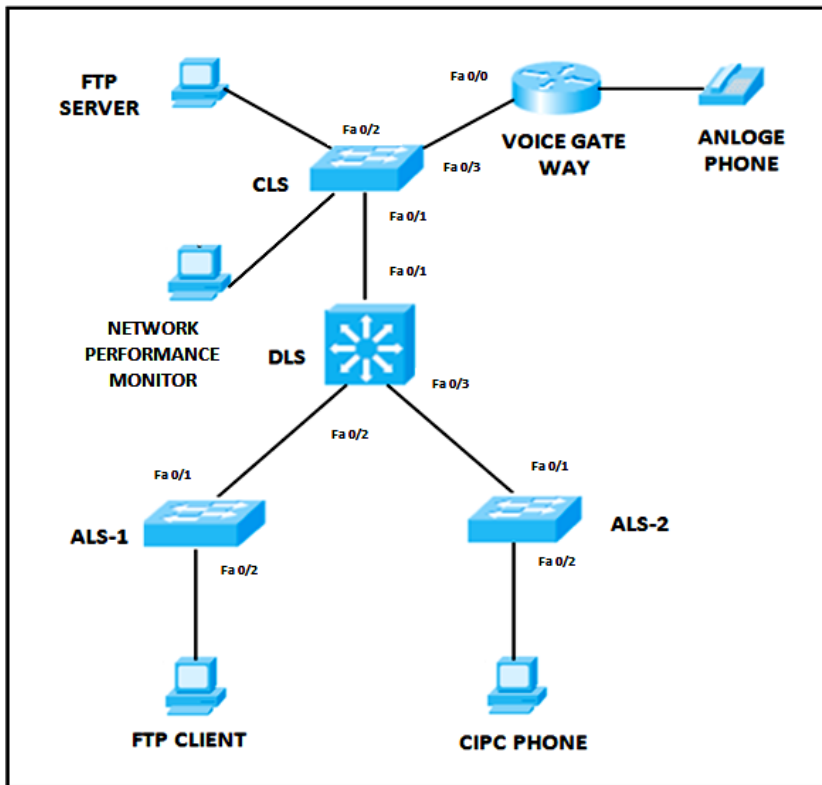 FTP
SERVER
Fa 0/0
Fa 0/2
VOICE GATE
WAY
ANLOGE
PHONE
Fa 0/3
CLS
Fa 0/1
Fa 0/1
NETWORK
PERFORMANCE
MONITOR
DLS
Fa 0/3
Fa 0/2
Fa 0/1
Fa 0/1
ALS-1
ALS-2
Fa 0/2
Fa 0/2
FTP CLIENT
CIPC PHONE